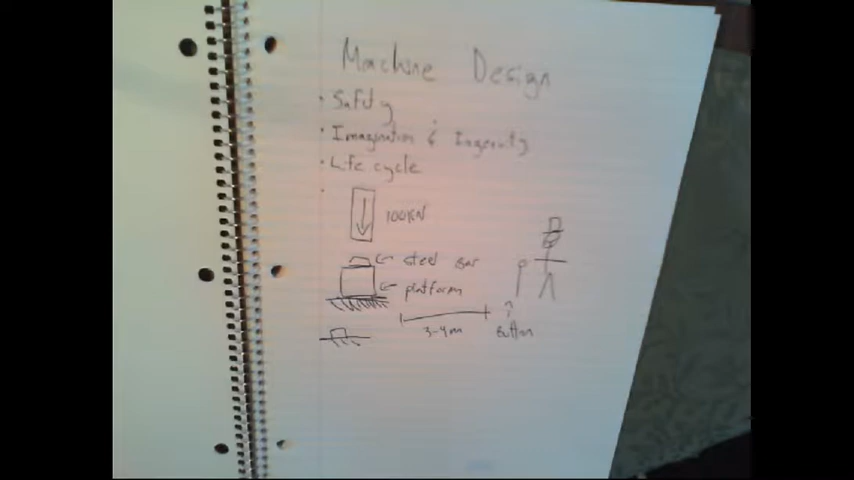 Machine Design
• Safety
• Imagination & Ingenuity
• Life cycle
•
100kN
steel bar
platform
3-4m
button